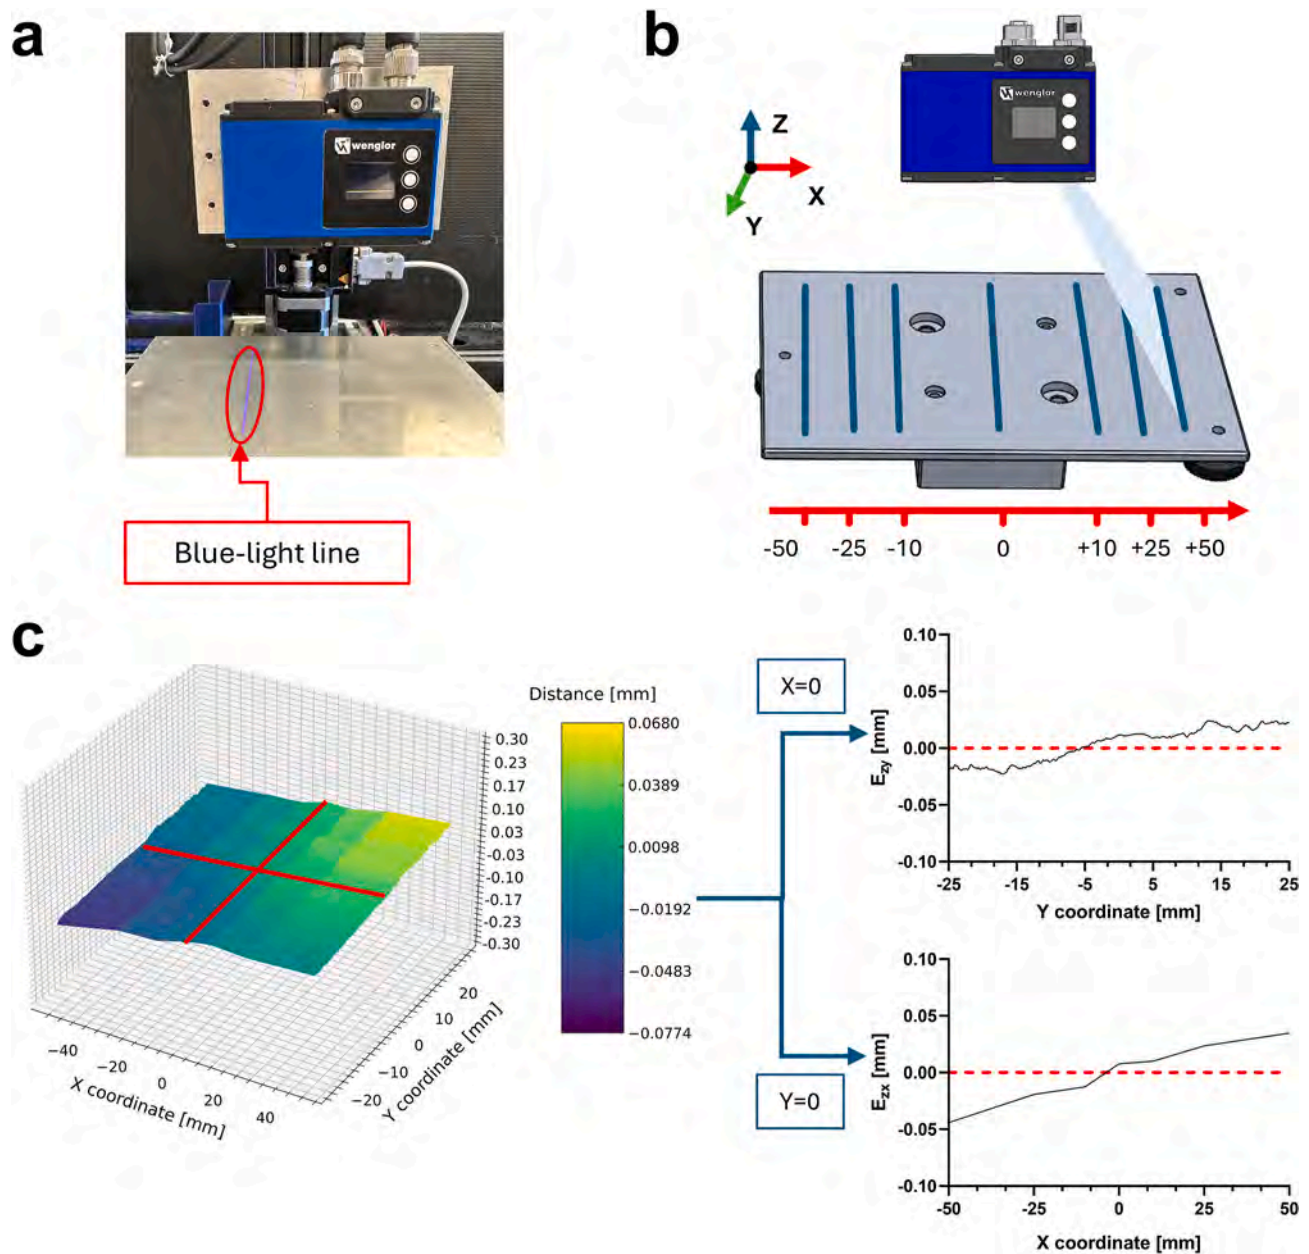 a
wenglor
Blue-light line
b
wenglor
Z
X
Y
-50 -25 -10 0 +10 +25 +50
c
Distance [mm]
0.0680
0.0389
0.0098
−0.0192
−0.0483
−0.0774
0.30
0.23
0.17
0.10
0.03
-0.03
-0.10
-0.17
-0.23
-0.30
−40 −20 0 20 40
X coordinate [mm]
−20 −10 0 10 20
Y coordinate [mm]
X=0
Y=0
0.10
0.05
0.00
-0.05
-0.10
Ezy [mm]
-25 -15 -5 5 15 25
Y coordinate [mm]
0.10
0.05
0.00
-0.05
-0.10
Ezx [mm]
-50 -25 0 25 50
X coordinate [mm]